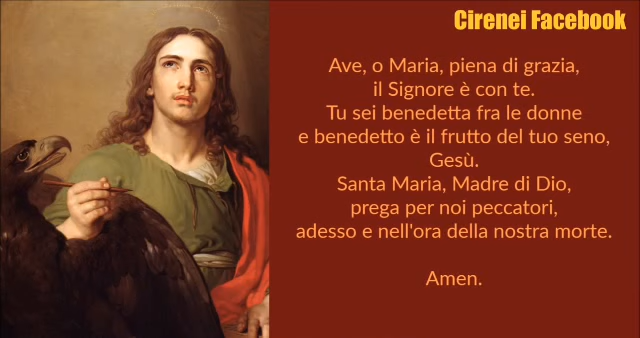 Cirenei Facebook
Ave, o Maria, piena di grazia,
il Signore è con te.
Tu sei benedetta fra le donne
e benedetto è il frutto del tuo seno,
Gesù.
Santa Maria, Madre di Dio,
prega per noi peccatori,
adesso e nell'ora della nostra morte.
Amen.